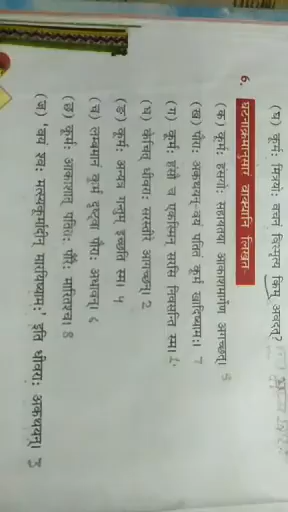 (घ) कूर्मः मित्रयोः वचनं विस्मृत्य किम् अवदत्?
6. घटनाक्रमानुसारं वाक्यानि लिखत-
(क) कूर्मः हंसयोः सहायतया आकाशमार्गेण अगच्छत्।
(ख) पौराः अकथयन्-वयं पतितं कूर्मं खादिष्यामः। 7
(ग) कूर्मः हंसौ च एकस्मिन् सरसि निवसन्ति स्म। 1
(घ) केचित् धीवराः सरस्तीरे आगच्छन्। 2
(ङ) कूर्मः अन्यत्र गन्तुम् इच्छति स्म। 4
(च) लम्बमानं कूर्मं दृष्ट्वा पौराः अधावन्। 6
(छ) कूर्मः आकाशात् पतितः पौरैः मारितश्च। 8
(ज) 'वयं श्वः मत्स्यकूर्मादीन् मारयिष्यामः' इति धीवराः अकथयन्। 3